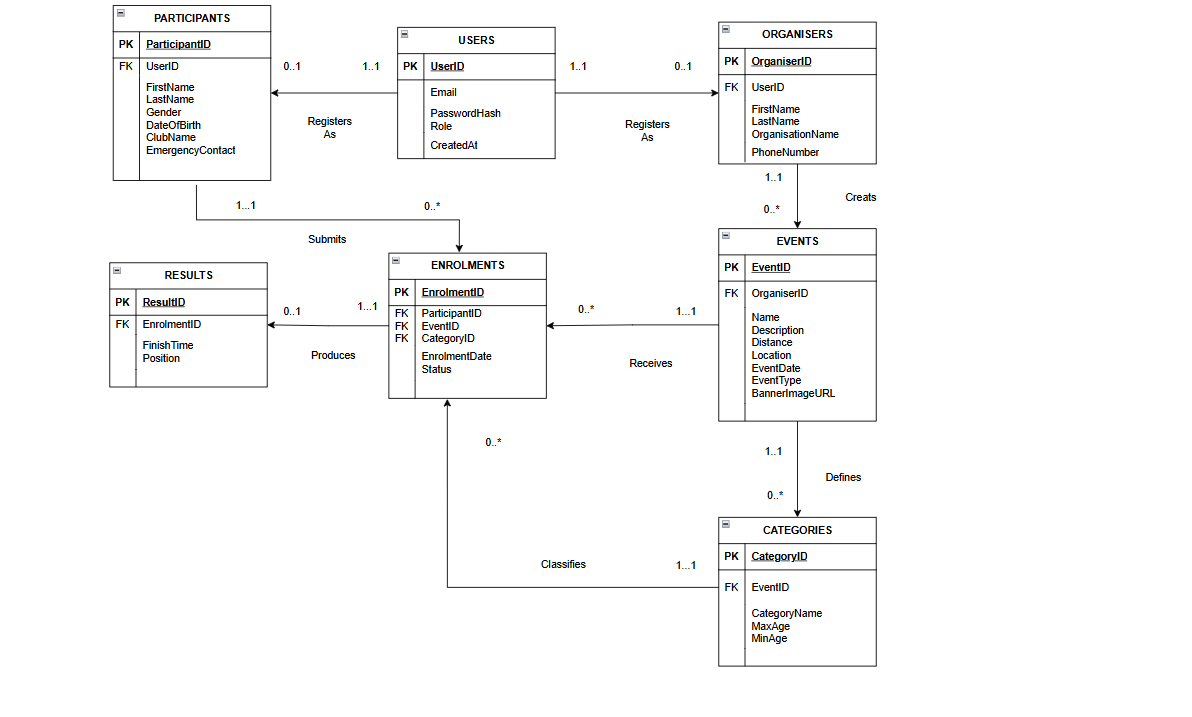 PARTICIPANTS
PK ParticipantID
FK UserID
FirstName
LastName
Gender
DateOfBirth
ClubName
EmergencyContact
0..1
1..1
Registers
As
USERS
PK UserID
Email
PasswordHash
Role
CreatedAt
1..1
0..1
Registers
As
ORGANISERS
PK OrganiserID
FK UserID
FirstName
LastName
OrganisationName
PhoneNumber
1..1
0..*
Creats
1...1
0..*
Submits
RESULTS
PK ResultID
FK EnrolmentID
FinishTime
Position
0..1
1...1
Produces
ENROLMENTS
PK EnrolmentID
FK ParticipantID
FK EventID
FK CategoryID
EnrolmentDate
Status
0..*
1...1
Receives
EVENTS
PK EventID
FK OrganiserID
Name
Description
Distance
Location
EventDate
EventType
BannerImageURL
1..1
0..*
Defines
0..*
Classifies
1...1
CATEGORIES
PK CategoryID
FK EventID
CategoryName
MaxAge
MinAge